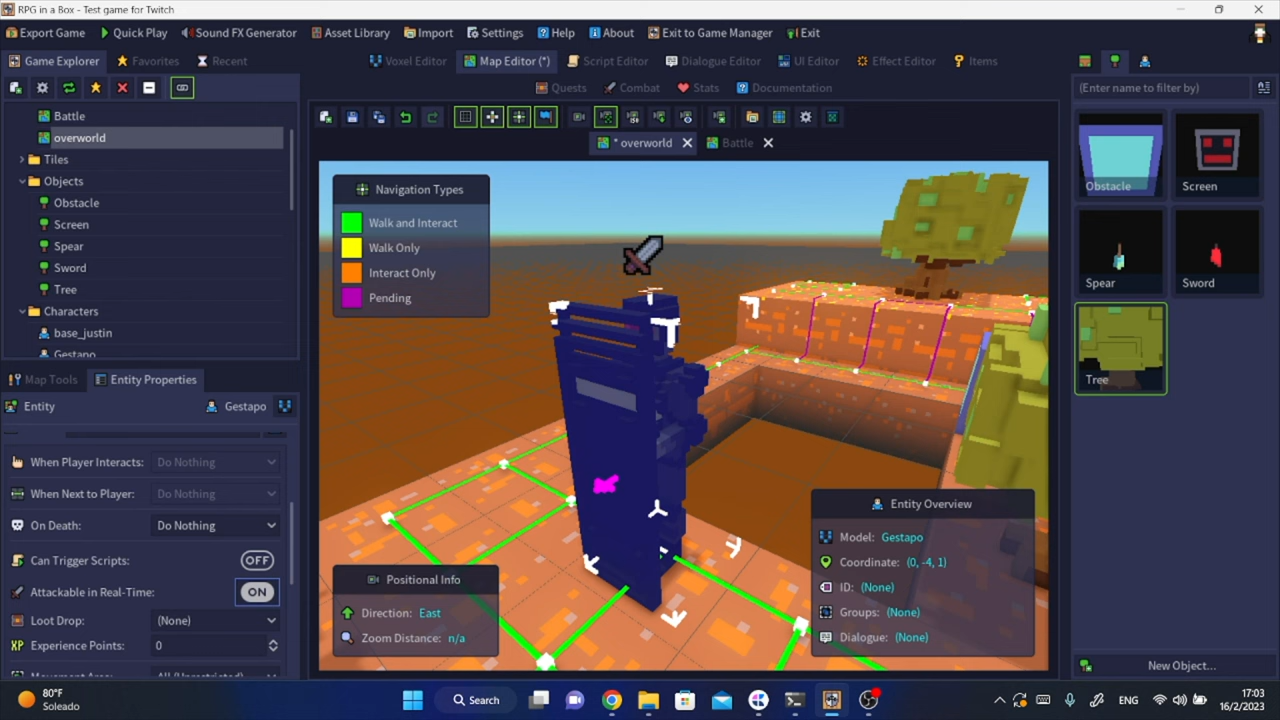 RPG in a Box - Test game for Twitch
Export Game Quick Play Sound FX Generator Asset Library Import Settings Help About Exit to Game Manager Exit
Game Explorer Favorites Recent
Voxel Editor Map Editor (*) Script Editor Dialogue Editor UI Editor Effect Editor Items
Quests Combat Stats Documentation
(Enter name to filter by)
Battle
overworld
Tiles
Objects
Obstacle
Screen
Spear
Sword
Tree
Characters
base_justin
Gestapo
* overworld Battle
Navigation Types
Walk and Interact
Walk Only
Interact Only
Pending
Obstacle Screen
Spear Sword
Tree
Map Tools Entity Properties
Entity Gestapo
When Player Interacts: Do Nothing
When Next to Player: Do Nothing
On Death: Do Nothing
Can Trigger Scripts: OFF
Attackable in Real-Time: ON
Loot Drop: (None)
XP Experience Points: 0
Movement Area: All (Unrestricted)
Positional Info
Direction: East
Zoom Distance: n/a
Entity Overview
Model: Gestapo
Coordinate: (0, -4, 1)
ID: (None)
Groups: (None)
Dialogue: (None)
New Object...
80°F
Soleado
Search
ENG
17:03
16/2/2023